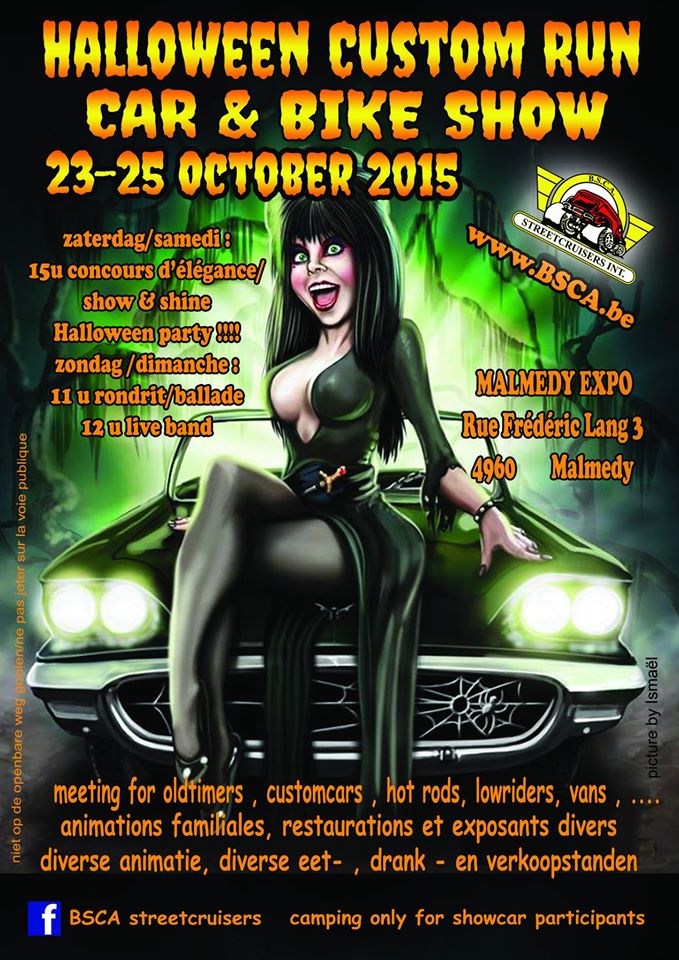 HALLOWEEN CUSTOM RUN
CAR & BIKE SHOW
23-25 OCTOBER 2015
zaterdag/samedi :
15u concours d'élégance/
show & shine
Halloween party !!!!
zondag /dimanche :
11 u rondrit/ballade
12 u live band
B.S.C.A.
STREETCRUISERS INT.
www.BSCA.be
MALMEDY EXPO
Rue Frédéric Lang 3
4960 Malmedy
niet op de openbare weg gooien/ne pas jeter sur la voie publique
picture by Ismaël
meeting for oldtimers , customcars , hot rods, lowriders, vans , ....
animations familiales, restaurations et exposants divers
diverse animatie, diverse eet- , drank - en verkoopstanden
f BSCA streetcruisers camping only for showcar participants